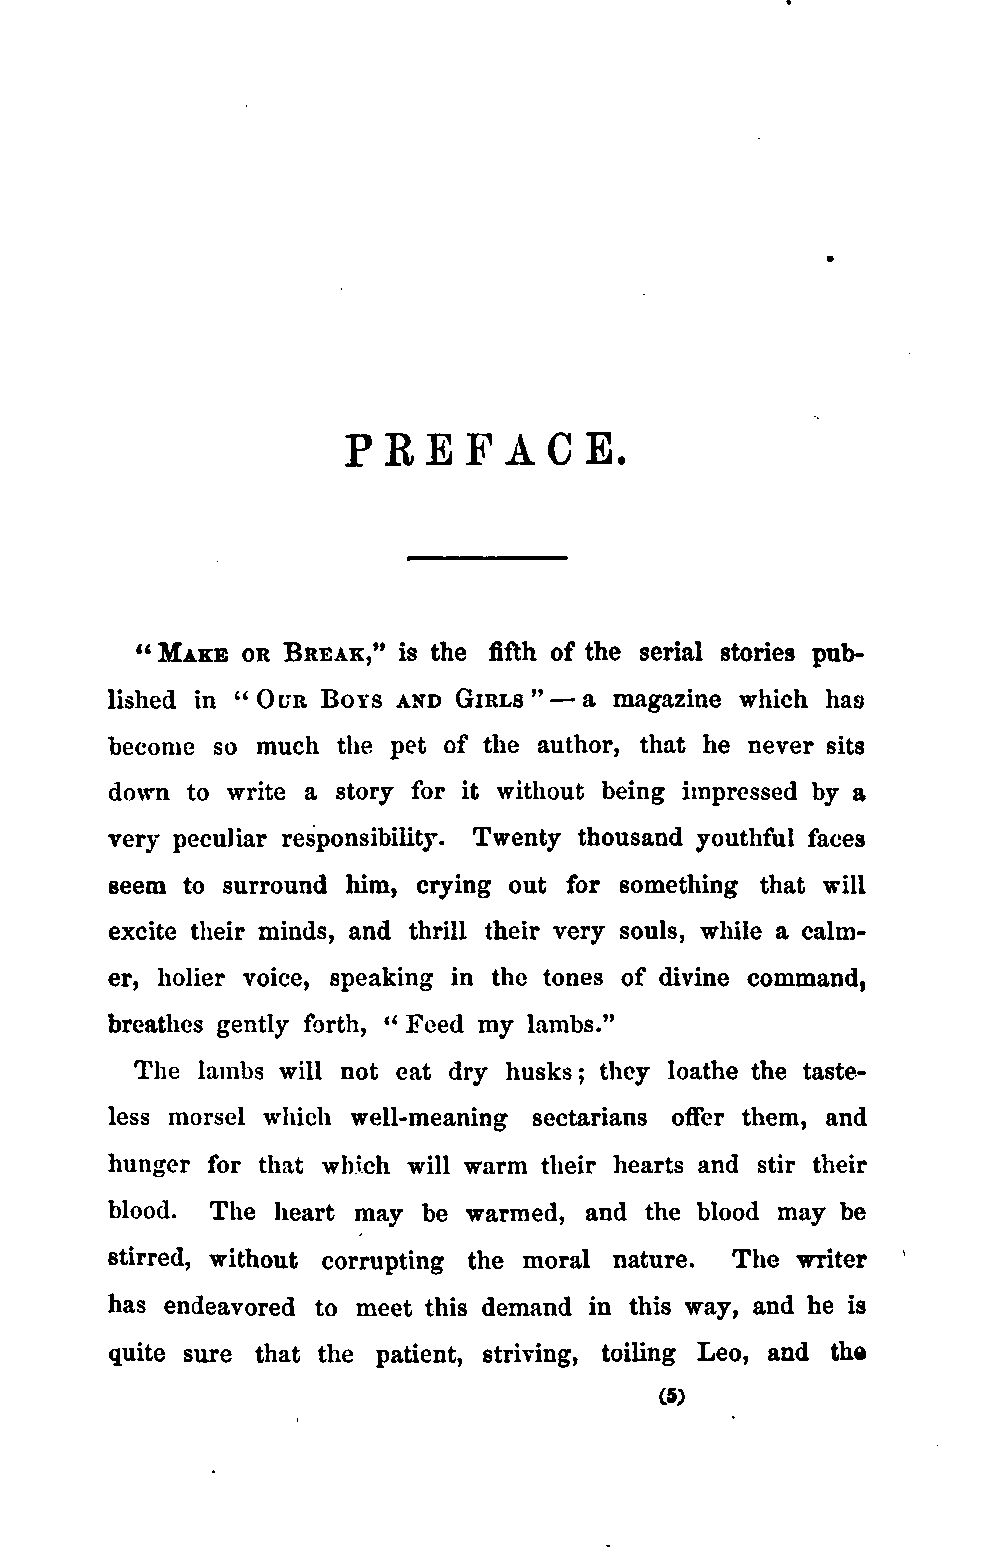 PREFACE.
“MAKE OR BREAK,” is the fifth of the serial stories pub-
lished in “OUR BOYS AND GIRLS” — a magazine which has
become so much the pet of the author, that he never sits
down to write a story for it without being impressed by a
very peculiar responsibility. Twenty thousand youthful faces
seem to surround him, crying out for something that will
excite their minds, and thrill their very souls, while a calm-
er, holier voice, speaking in the tones of divine command,
breathes gently forth, “Feed my lambs.”
The lambs will not eat dry husks; they loathe the taste-
less morsel which well-meaning sectarians offer them, and
hunger for that which will warm their hearts and stir their
blood. The heart may be warmed, and the blood may be
stirred, without corrupting the moral nature. The writer
has endeavored to meet this demand in this way, and he is
quite sure that the patient, striving, toiling Leo, and the
(5)